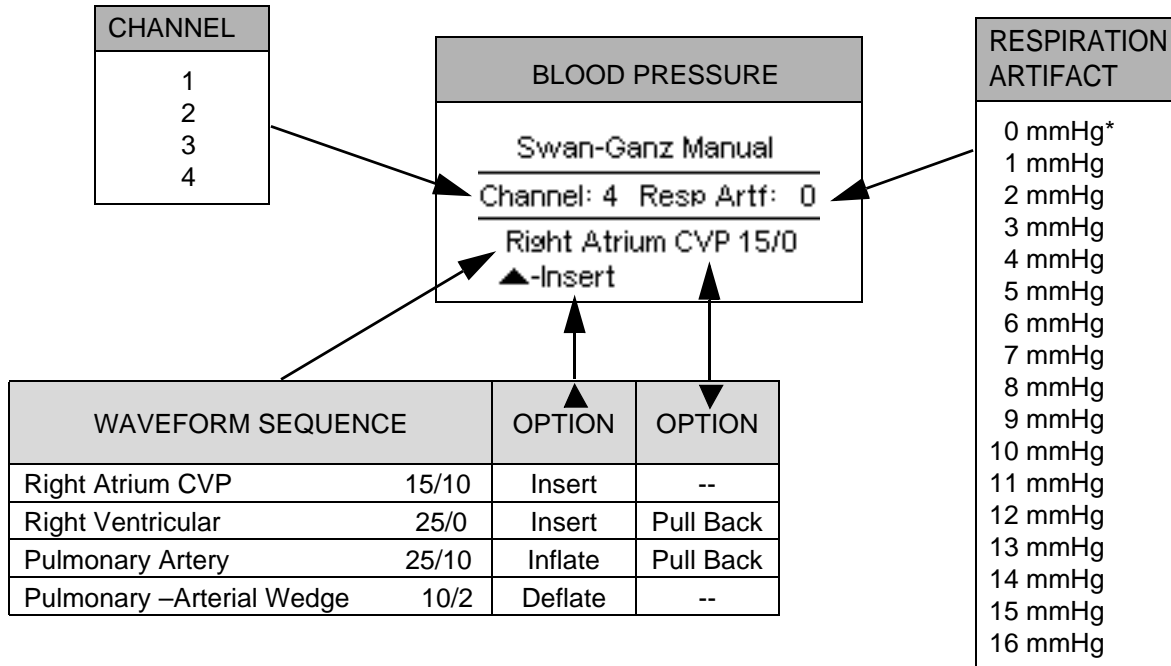 CHANNEL
1
2
3
4
BLOOD PRESSURE
Swan-Ganz Manual
Channel: 4 Resp Artf: 0
Right Atrium CVP 15/0
▲-Insert
RESPIRATION
ARTIFACT
0 mmHg*
1 mmHg
2 mmHg
3 mmHg
4 mmHg
5 mmHg
6 mmHg
7 mmHg
8 mmHg
9 mmHg
10 mmHg
11 mmHg
12 mmHg
13 mmHg
14 mmHg
15 mmHg
16 mmHg
WAVEFORM SEQUENCE OPTION OPTION
Right Atrium CVP 15/10 Insert --
Right Ventricular 25/0 Insert Pull Back
Pulmonary Artery 25/10 Inflate Pull Back
Pulmonary –Arterial Wedge 10/2 Deflate --